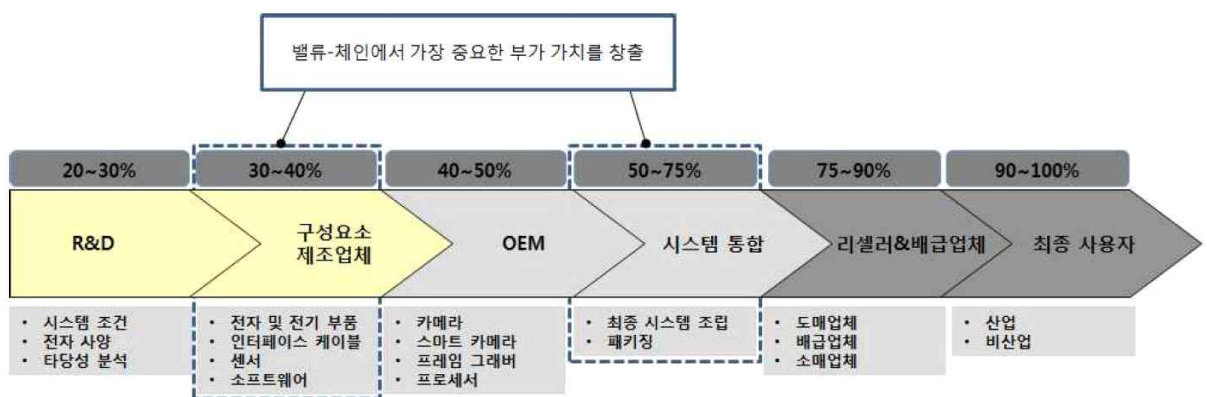 밸류-체인에서 가장 중요한 부가 가치를 창출
20~30%
30~40%
40~50%
50~75%
75~90%
90~100%
R&D
구성요소
제조업체
OEM
시스템 통합
리셀러&배급업체
최종 사용자
• 시스템 조건
• 전자 사양
• 타당성 분석
• 전자 및 전기 부품
• 인터페이스 케이블
• 센서
• 소프트웨어
• 카메라
• 스마트 카메라
• 프레임 그래버
• 프로세서
• 최종 시스템 조립
• 패키징
• 도매업체
• 배급업체
• 소매업체
• 산업
• 비산업